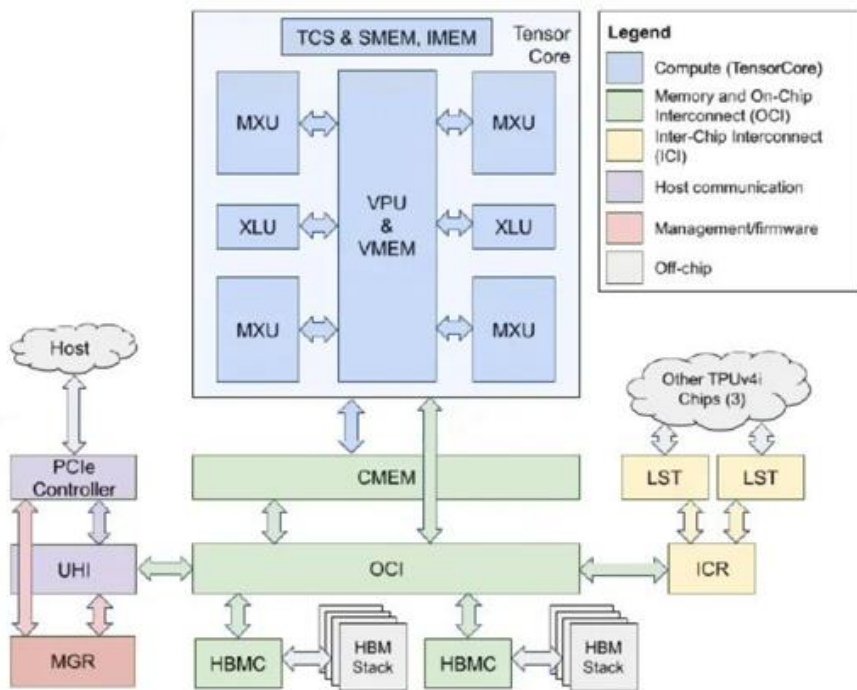 TCS & SMEM, IMEM
Tensor
Core
MXU
MXU
VPU
&
VMEM
XLU
XLU
MXU
MXU
Legend
Compute (TensorCore)
Memory and On-Chip
Interconnect (OCI)
Inter-Chip Interconnect
(ICI)
Host communication
Management/firmware
Off-chip
Host
Other TPUv4i
Chips (3)
PCIe
Controller
CMEM
LST
LST
UHI
OCI
ICR
MGR
HBMC
HBM
Stack
HBMC
HBM
Stack